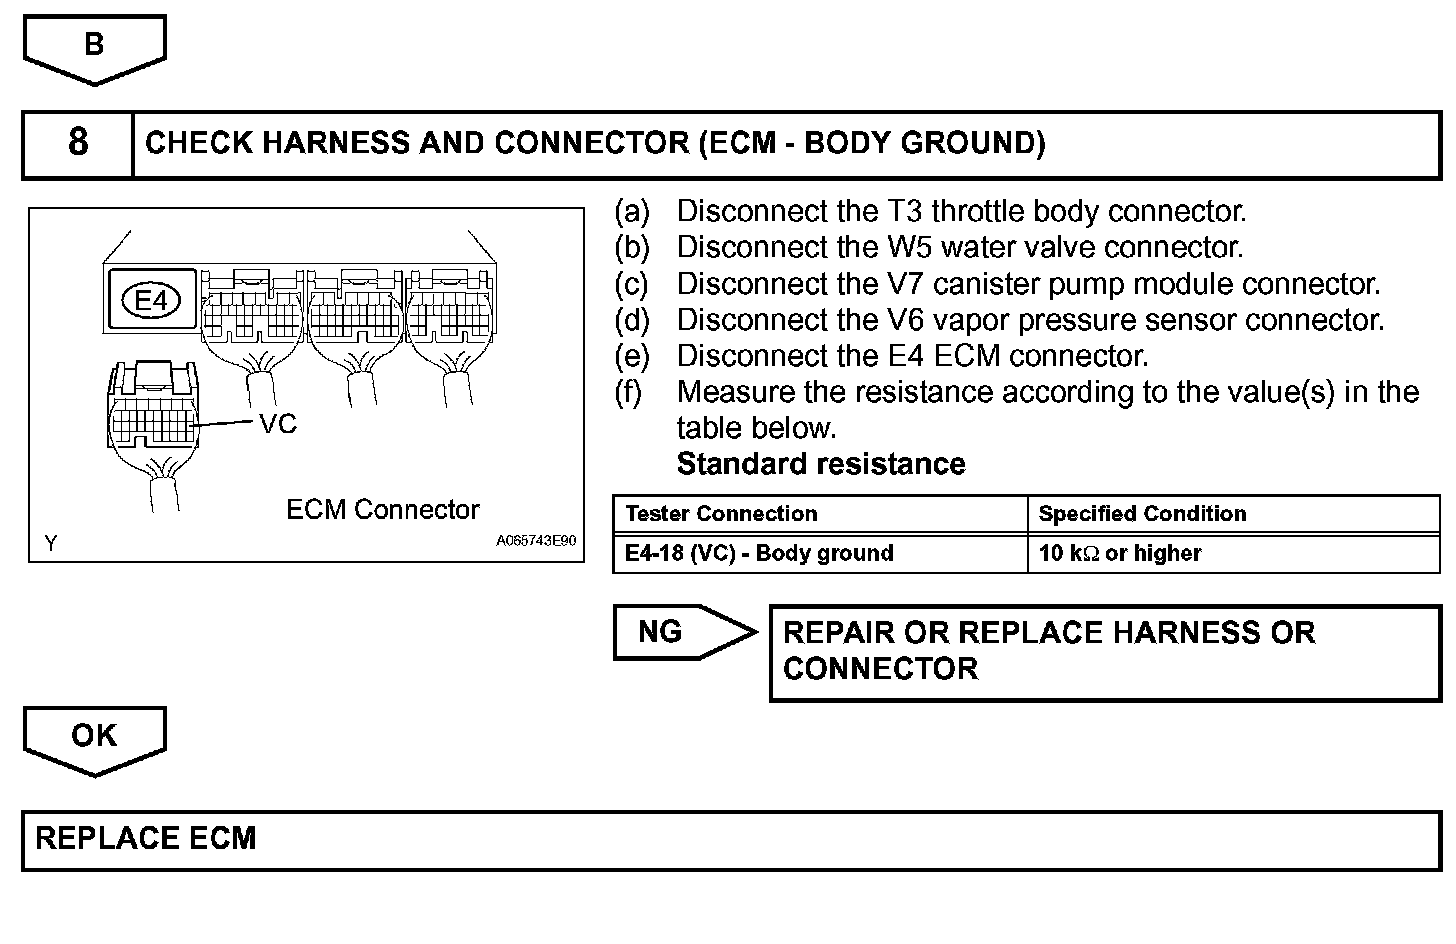 B
8 CHECK HARNESS AND CONNECTOR (ECM - BODY GROUND)
E4
VC
ECM Connector
Y
A065743E90
(a) Disconnect the T3 throttle body connector.
(b) Disconnect the W5 water valve connector.
(c) Disconnect the V7 canister pump module connector.
(d) Disconnect the V6 vapor pressure sensor connector.
(e) Disconnect the E4 ECM connector.
(f) Measure the resistance according to the value(s) in the
table below.
Standard resistance
Tester Connection Specified Condition
E4-18 (VC) - Body ground 10 kΩ or higher
NG
REPAIR OR REPLACE HARNESS OR
CONNECTOR
OK
REPLACE ECM